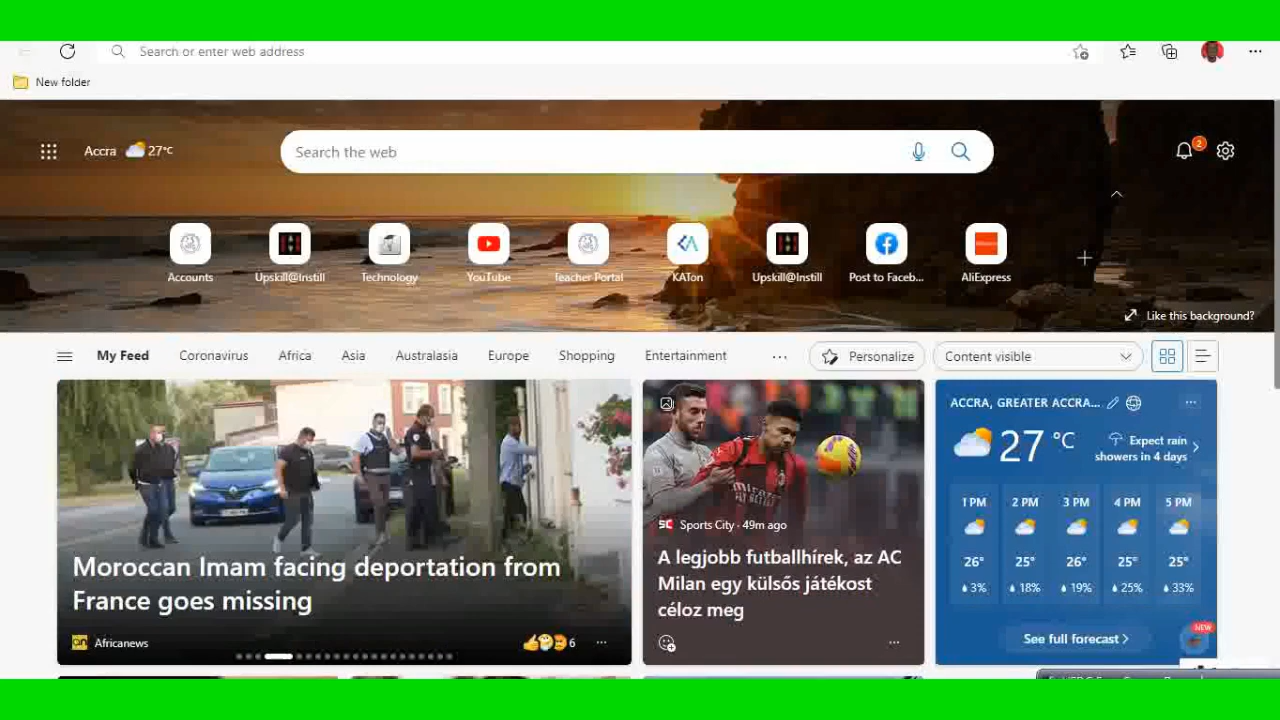 Search or enter web address
New folder
Accra 27°C
Search the web
2
Accounts
Upskill@Instill
Technology
YouTube
Teacher Portal
KATon
Upskill@Instill
Post to Faceb...
AliExpress
Like this background?
My Feed
Coronavirus
Africa
Asia
Australasia
Europe
Shopping
Entertainment
...
Personalize
Content visible
Moroccan Imam facing deportation from
France goes missing
Africanews
6
Sports City · 49m ago
A legjobb futballhírek, az AC
Milan egy külsős játékost
céloz meg
ACCRA, GREATER ACCRA...
27 °C
Expect rain
showers in 4 days
1 PM 2 PM 3 PM 4 PM 5 PM
26° 25° 26° 25° 25°
3% 18% 19% 25% 33%
See full forecast
NEW